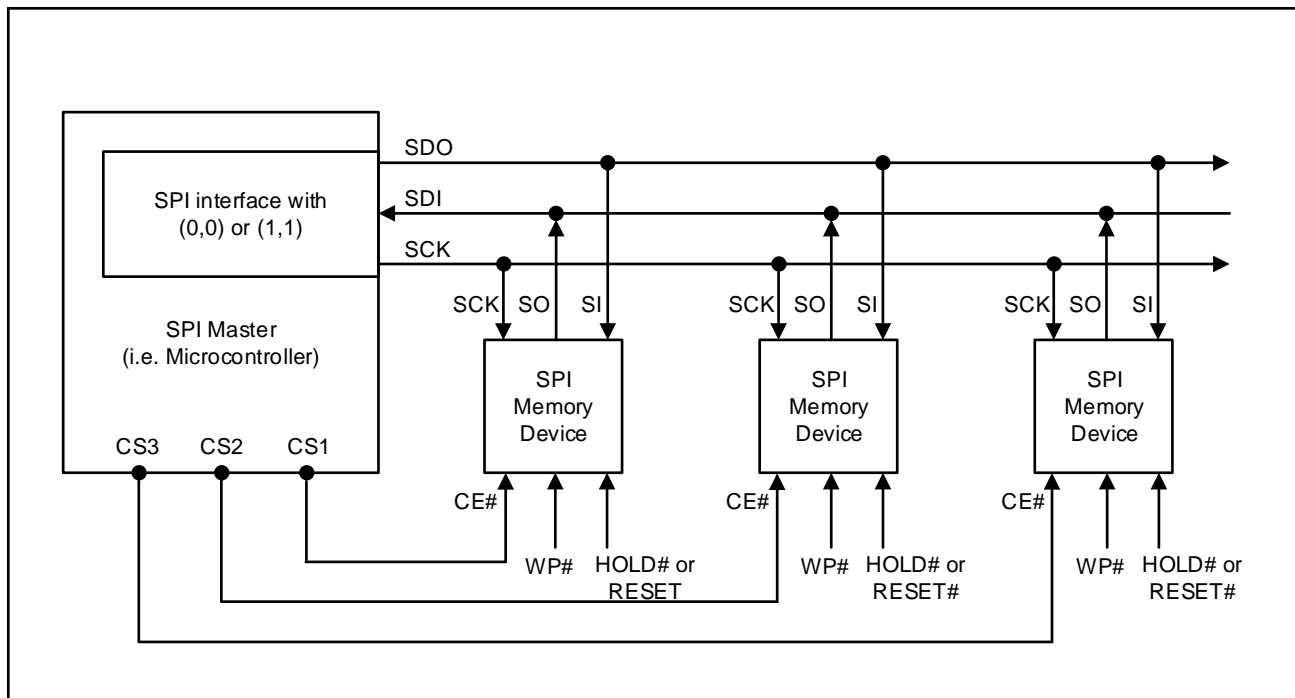 SDO
SPI interface with
(0,0) or (1,1)
SDI
SCK
SPI Master
(i.e. Microcontroller)
CS3 CS2 CS1
SCK SO SI
SPI
Memory
Device
CE#
WP#
HOLD# or
RESET
SCK SO SI
SPI
Memory
Device
CE#
WP#
HOLD# or
RESET#
SCK SO SI
SPI
Memory
Device
CE#
WP#
HOLD# or
RESET#